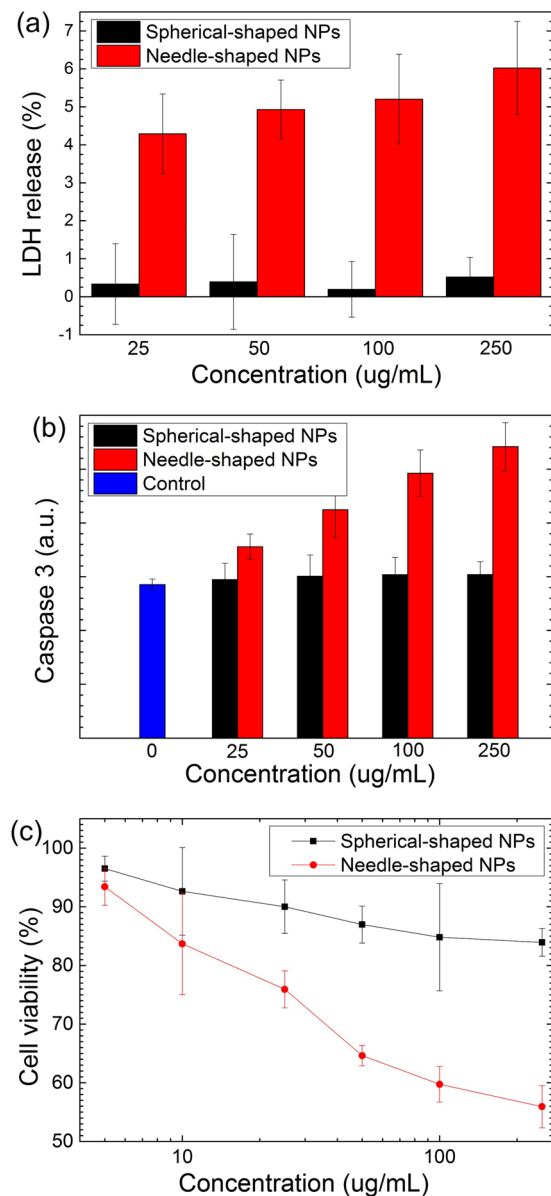 (a)
Spherical-shaped NPs
Needle-shaped NPs
LDH release (%)
7
6
5
4
3
2
1
0
-1
25 50 100 250
Concentration (ug/mL)
(b)
Spherical-shaped NPs
Needle-shaped NPs
Control
Caspase 3 (a.u.)
0 25 50 100 250
Concentration (ug/mL)
(c)
Spherical-shaped NPs
Needle-shaped NPs
Cell viability (%)
100
90
80
70
60
50
10 100
Concentration (ug/mL)